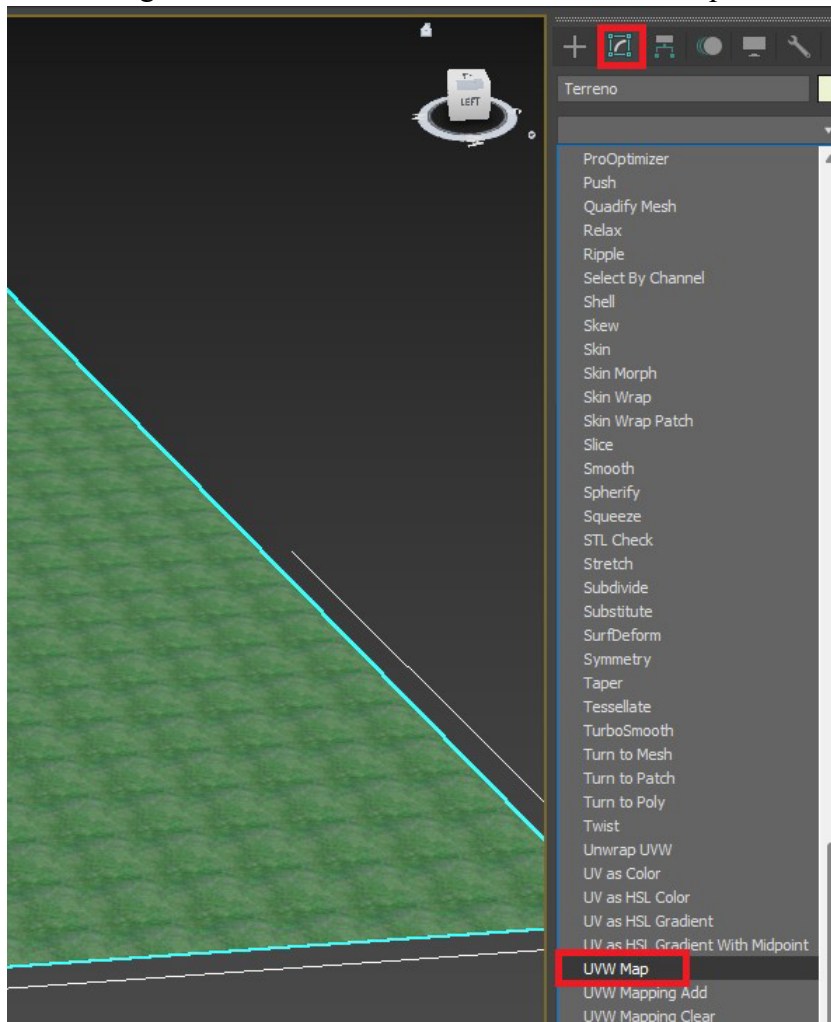 LEFT
Terreno
ProOptimizer
Push
Quadify Mesh
Relax
Ripple
Select By Channel
Shell
Skew
Skin
Skin Morph
Skin Wrap
Skin Wrap Patch
Slice
Smooth
Spherify
Squeeze
STL Check
Stretch
Subdivide
Substitute
SurfDeform
Symmetry
Taper
Tessellate
TurboSmooth
Turn to Mesh
Turn to Patch
Turn to Poly
Twist
Unwrap UVW
UV as Color
UV as HSL Color
UV as HSL Gradient
UV as HSL Gradient With Midpoint
UVW Map
UVW Mapping Add
UVW Mapping Clear